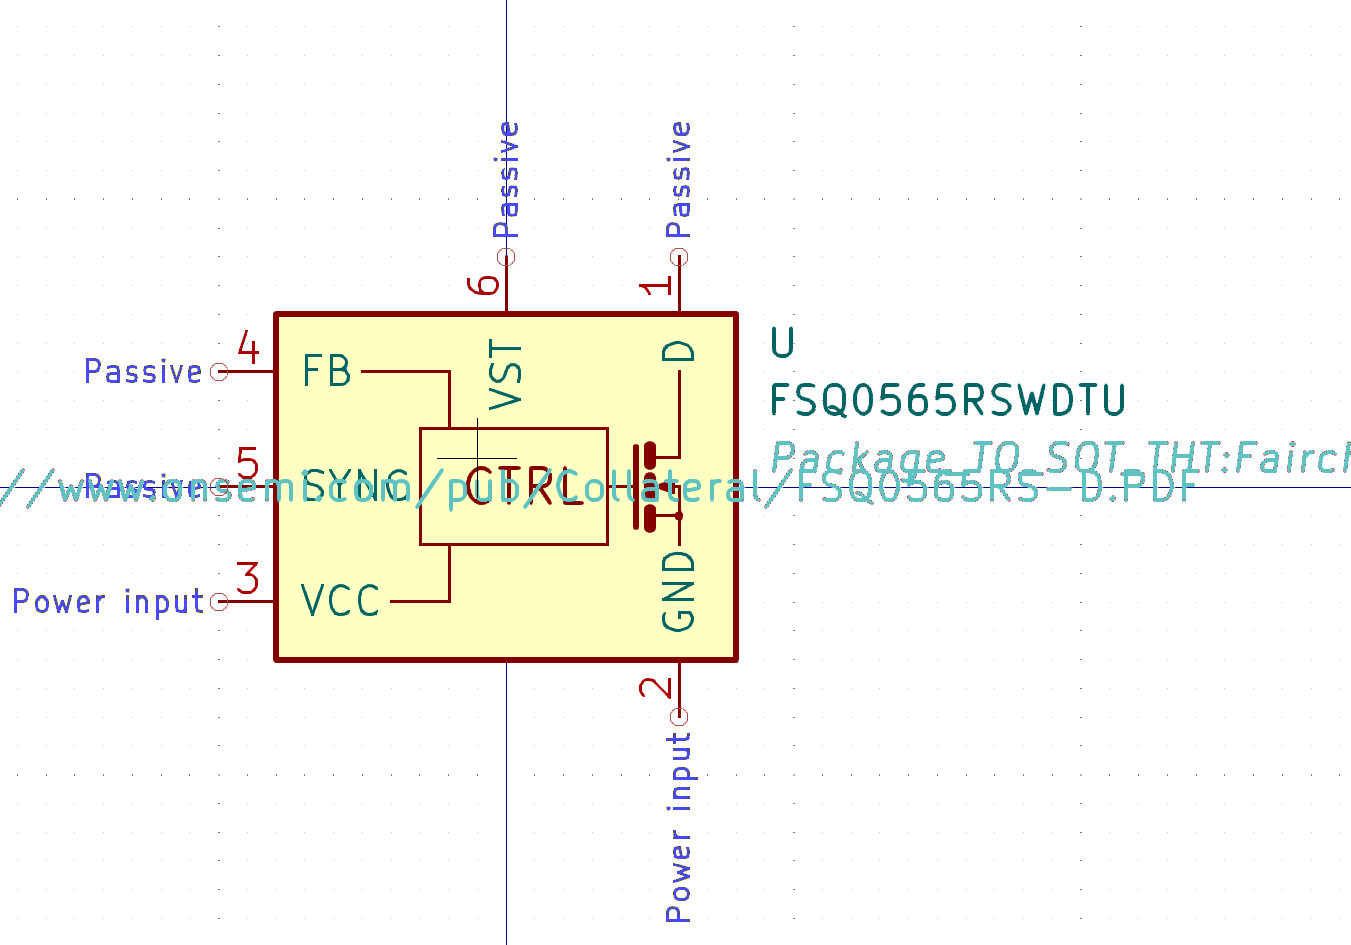 Passive
Passive
6
1
4
Passive
FB
VST
D
U
FSQ0565RSWDTU
Package_TO_SOT_THT:Fairch
5
Passive
SYNC
CTRL
//www.onsemi.com/pub/Collateral/FSQ0565RS-D.PDF
3
Power input
VCC
GND
2
Power input